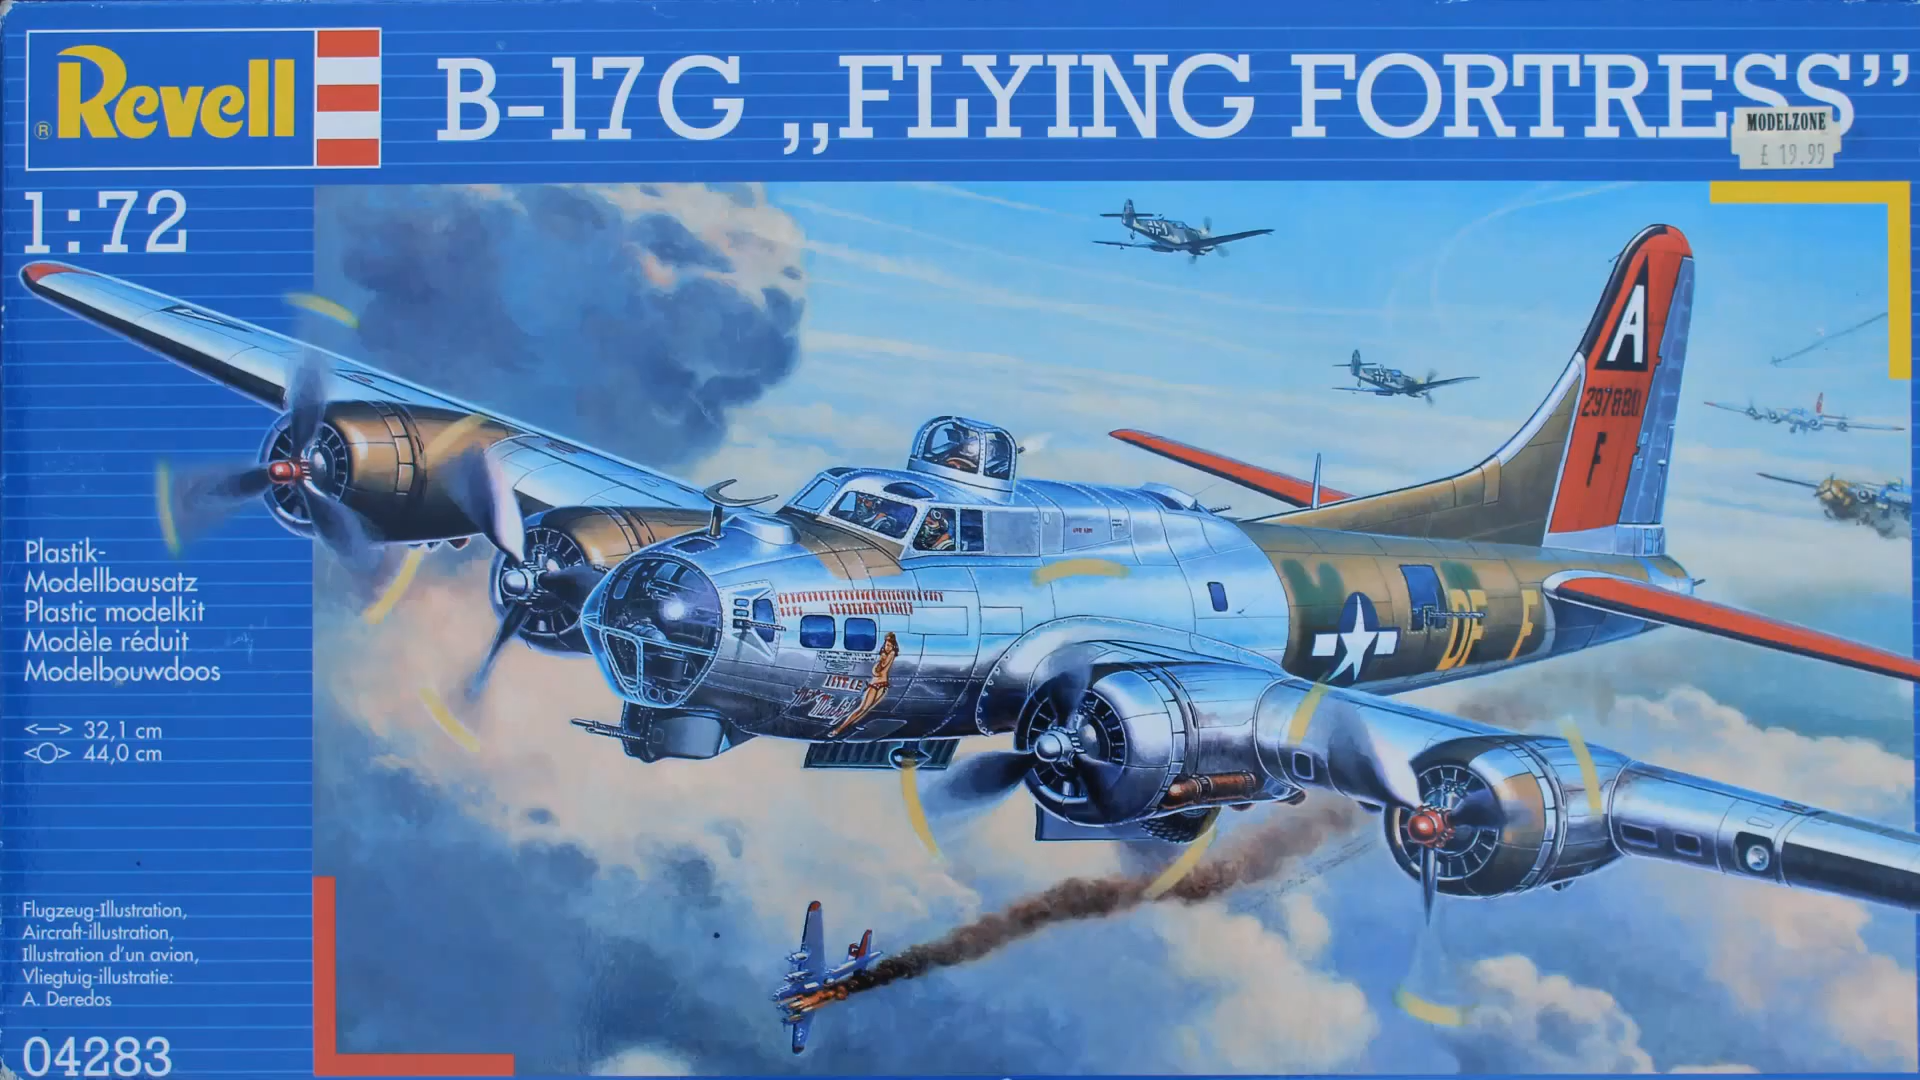 Revell
®
B-17G „FLYING FORTRESS”
MODELZONE
£ 19.99
1:72
A
297880
F
DF F
LITTLE
Plastik-
Modellbausatz
Plastic modelkit
Modèle réduit
Modelbouwdoos
32,1 cm
44,0 cm
Flugzeug-Illustration,
Aircraft-illustration,
Illustration d'un avion,
Vliegtuig-illustratie:
A. Deredos
04283